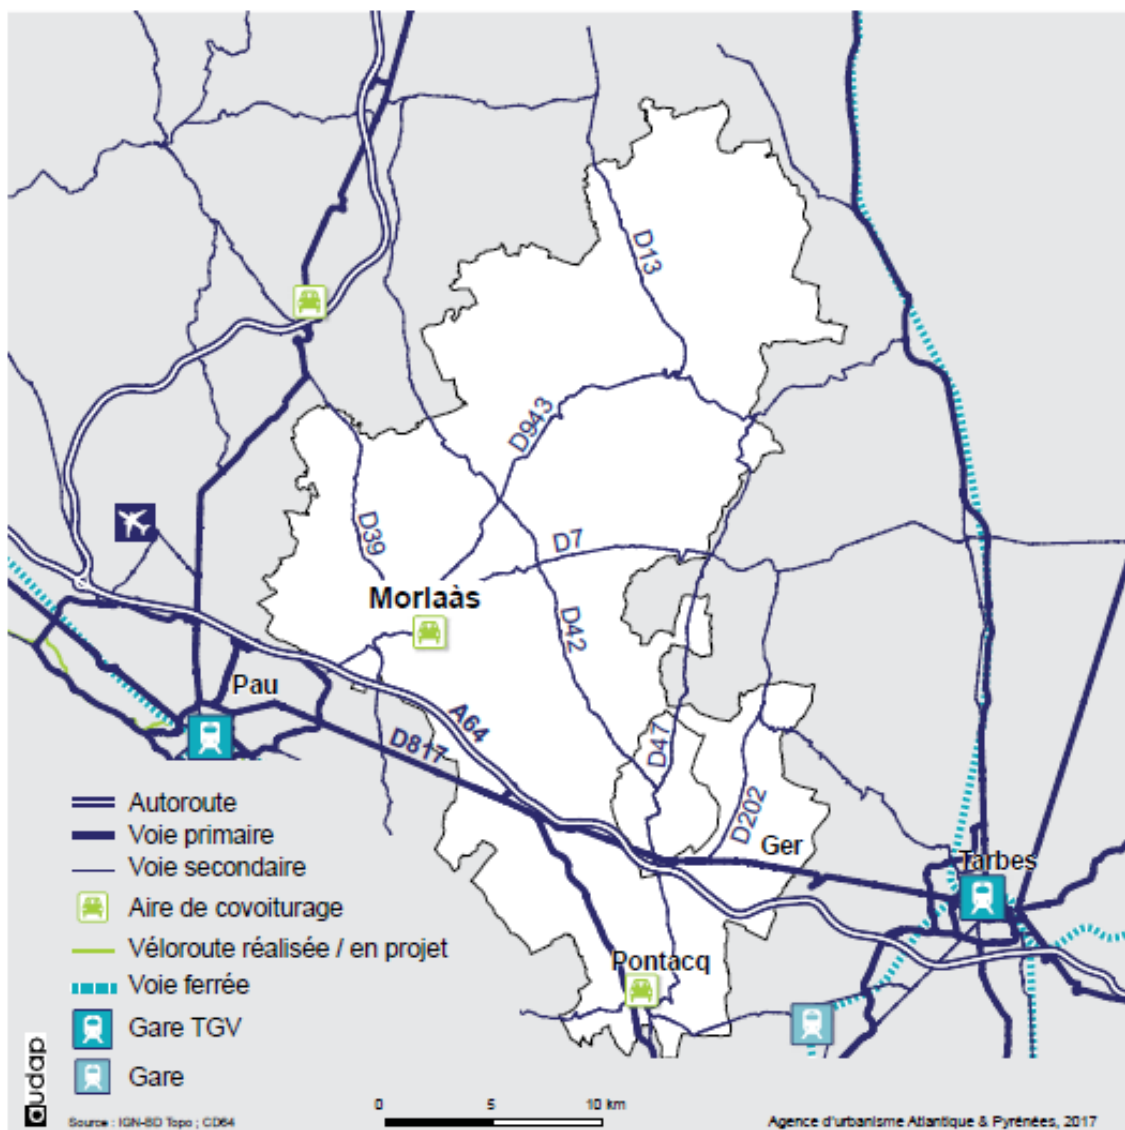 D13
D943
D39
D7
Morlaàs
D42
Pau
A64
D817
D47
D202
Ger
Tarbes
Pontacq
Autoroute
Voie primaire
Voie secondaire
Aire de covoiturage
Véloroute réalisée / en projet
Voie ferrée
Gare TGV
Gare
audap
0 5 10 km
Source : IGN-BD Topo ; CD64
Agence d'urbanisme Atlantique & Pyrénées, 2017